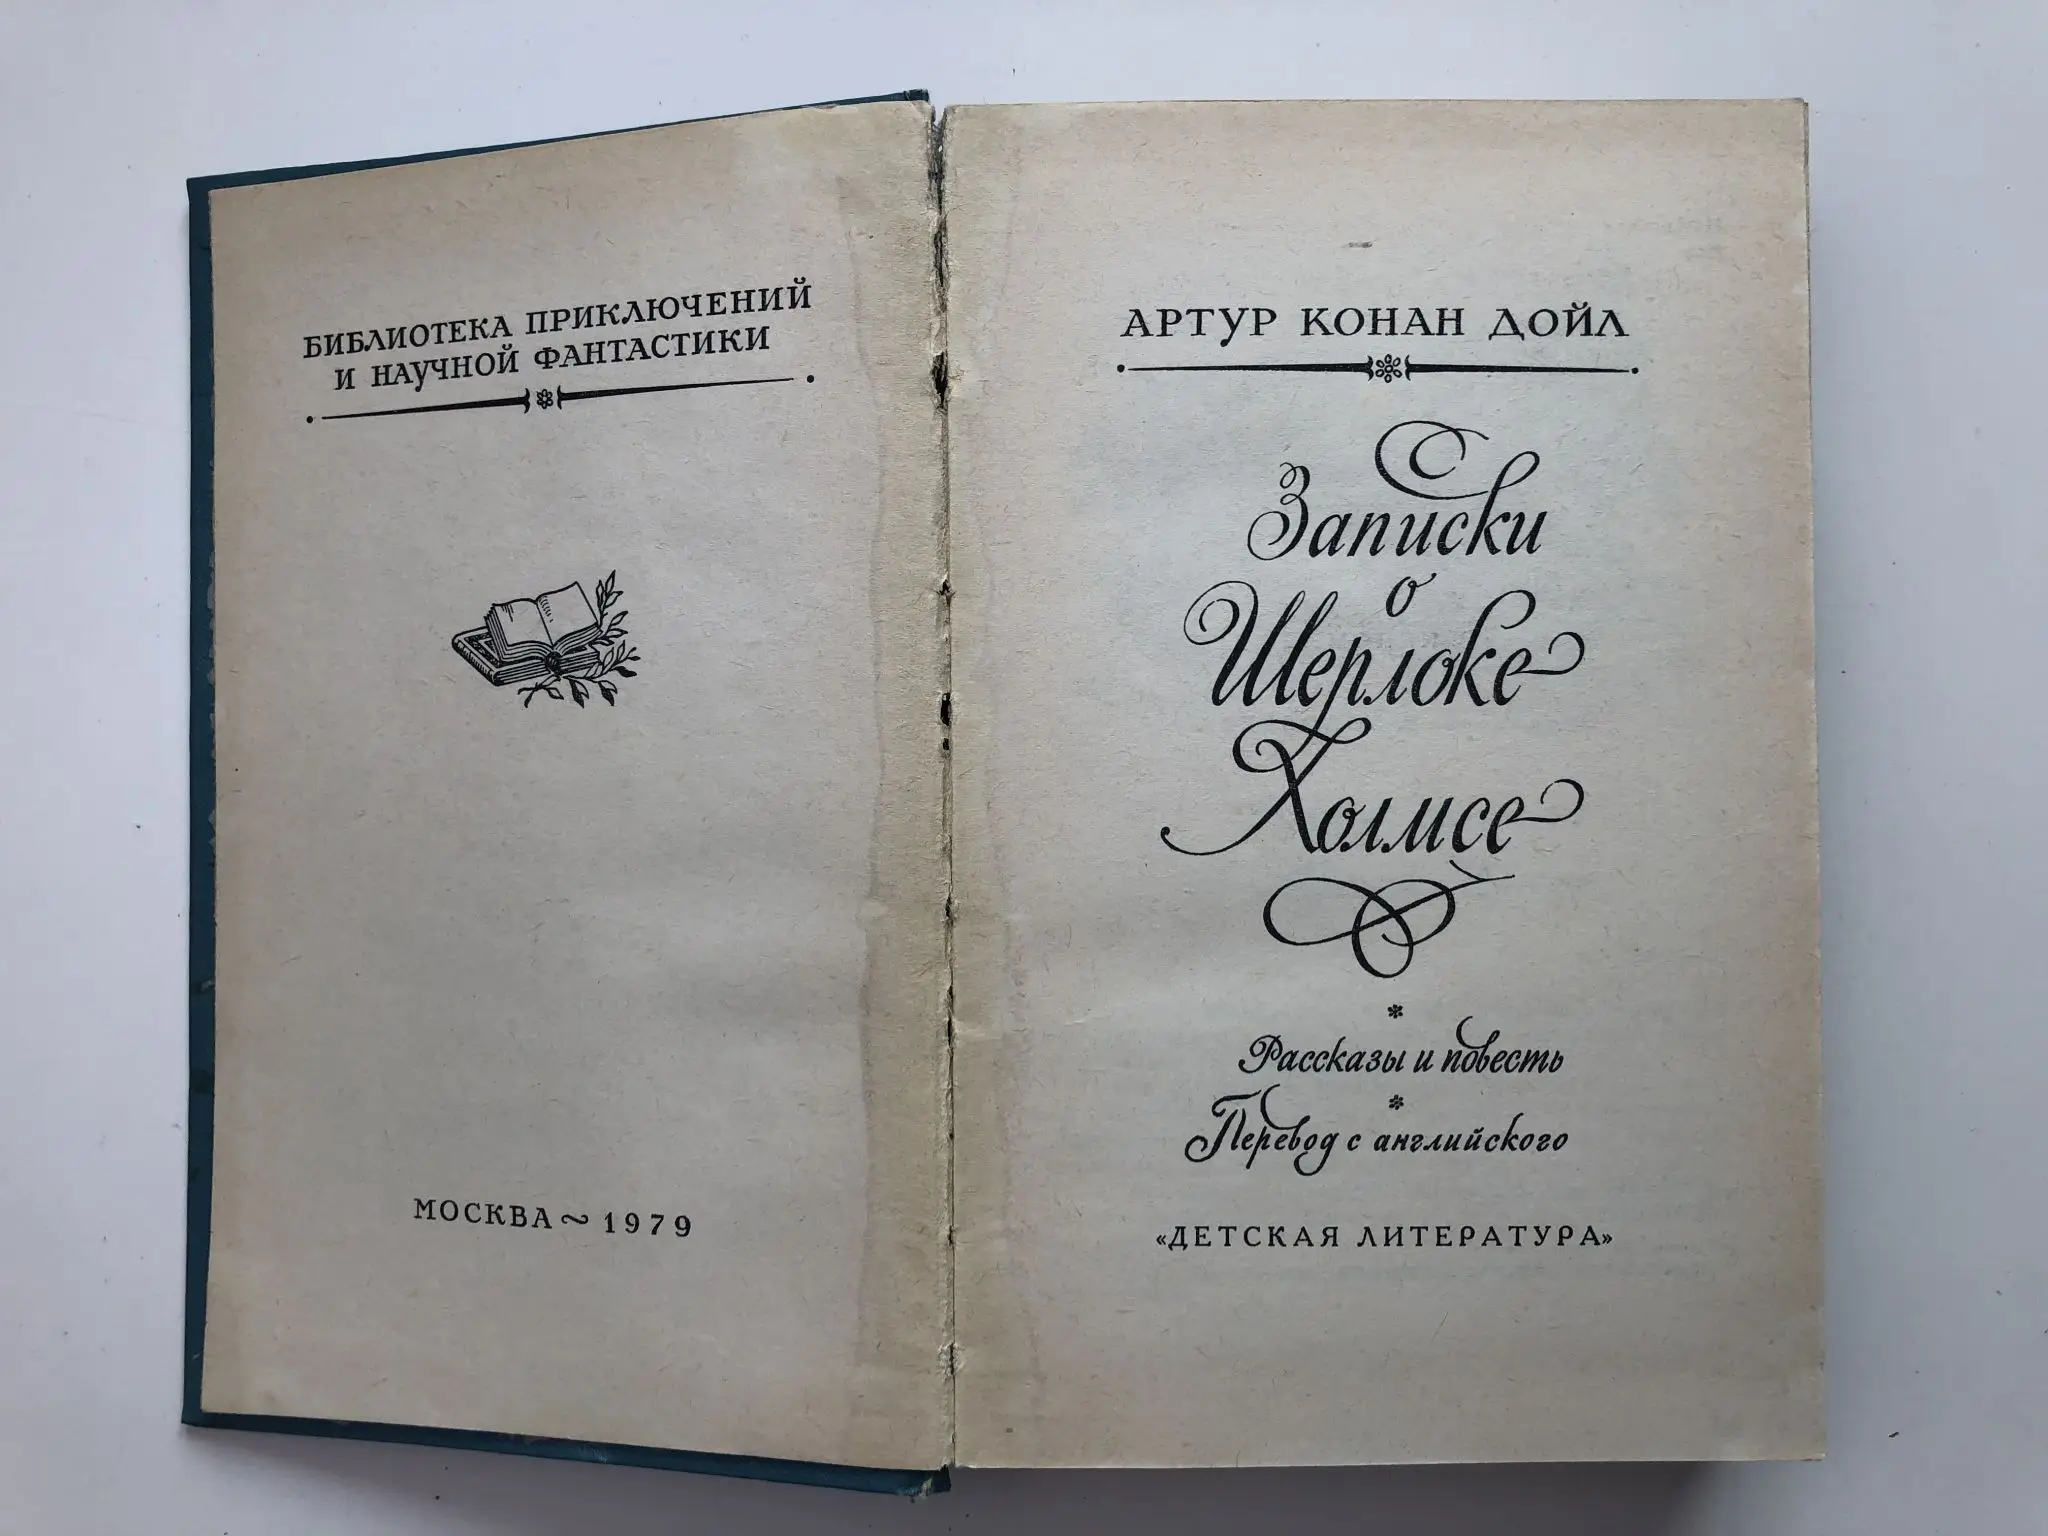 БИБЛИОТЕКА ПРИКЛЮЧЕНИЙ
И НАУЧНОЙ ФАНТАСТИКИ
МОСКВА ~ 1979
АРТУР КОНАН ДОЙЛ
Записки
о
Шерлоке
Холмсе
*
Рассказы и повесть
*
Перевод с английского
«ДЕТСКАЯ ЛИТЕРАТУРА»